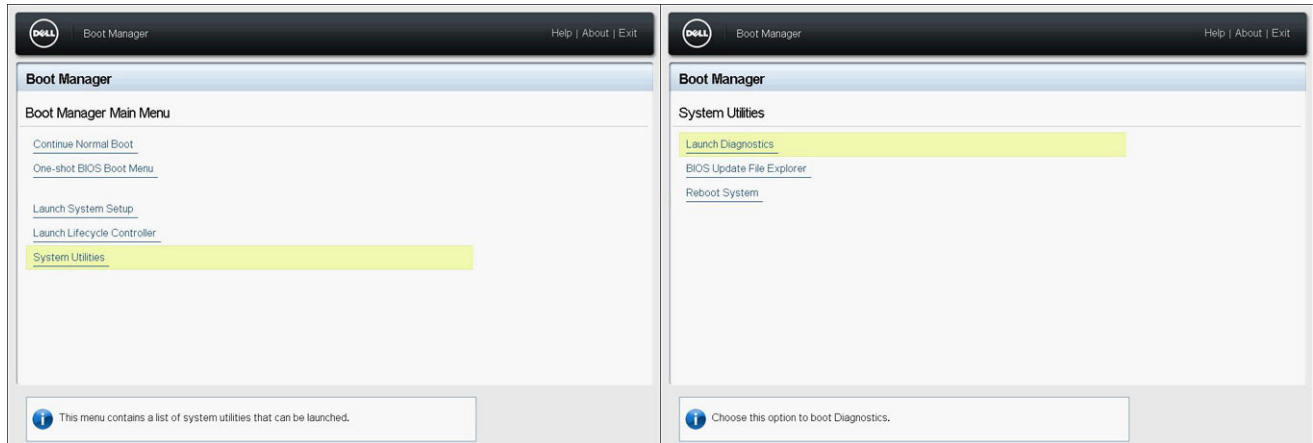 DELL
Boot Manager
Help | About | Exit
Boot Manager
Boot Manager Main Menu
Continue Normal Boot
One-shot BIOS Boot Menu
Launch System Setup
Launch Lifecycle Controller
System Utilities
This menu contains a list of system utilities that can be launched.
DELL
Boot Manager
Help | About | Exit
Boot Manager
System Utilities
Launch Diagnostics
BIOS Update File Explorer
Reboot System
Choose this option to boot Diagnostics.